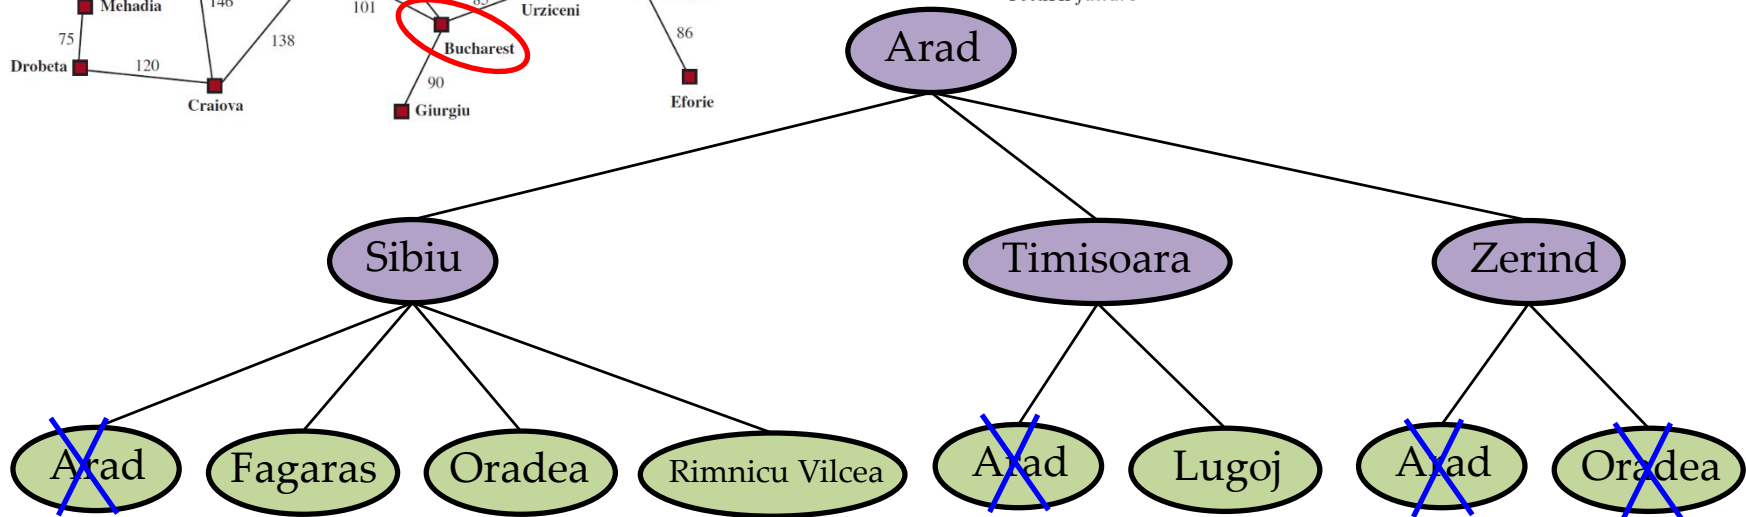 Mehadia
146
101
Urziceni
75
138
Bucharest
86
Drobeta
120
90
Craiova
Giurgiu
Eforie
Arad
Sibiu
Timisoara
Zerind
Arad
Fagaras
Oradea
Rimnicu Vilcea
Arad
Lugoj
Arad
Oradea